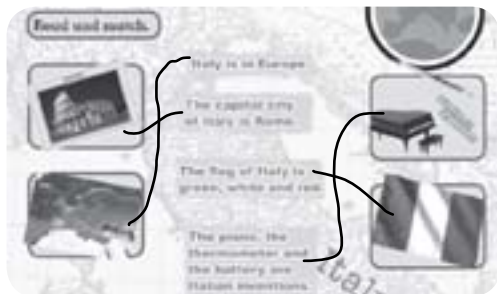 Read and match.
Italy is in Europe
The capital city
of Italy is Rome.
The flag of Italy is
green, white and red.
The piano, the
thermometer and
the battery are
Italian inventions.
Ital